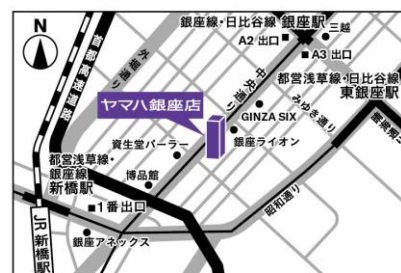 N
銀座線・日比谷線 銀座駅
A2 出口
三越
A3 出口
首都高速道路
外堀通り
中央通り
都営浅草線・日比谷線
東銀座駅
みゆき通り
ヤマハ銀座店
GINZA SIX
銀座ライオン
資生堂パーラー
都営浅草線・
銀座線
新橋駅
博品館
1番出口
昭和通り
銀座アネックス
JR 新橋駅